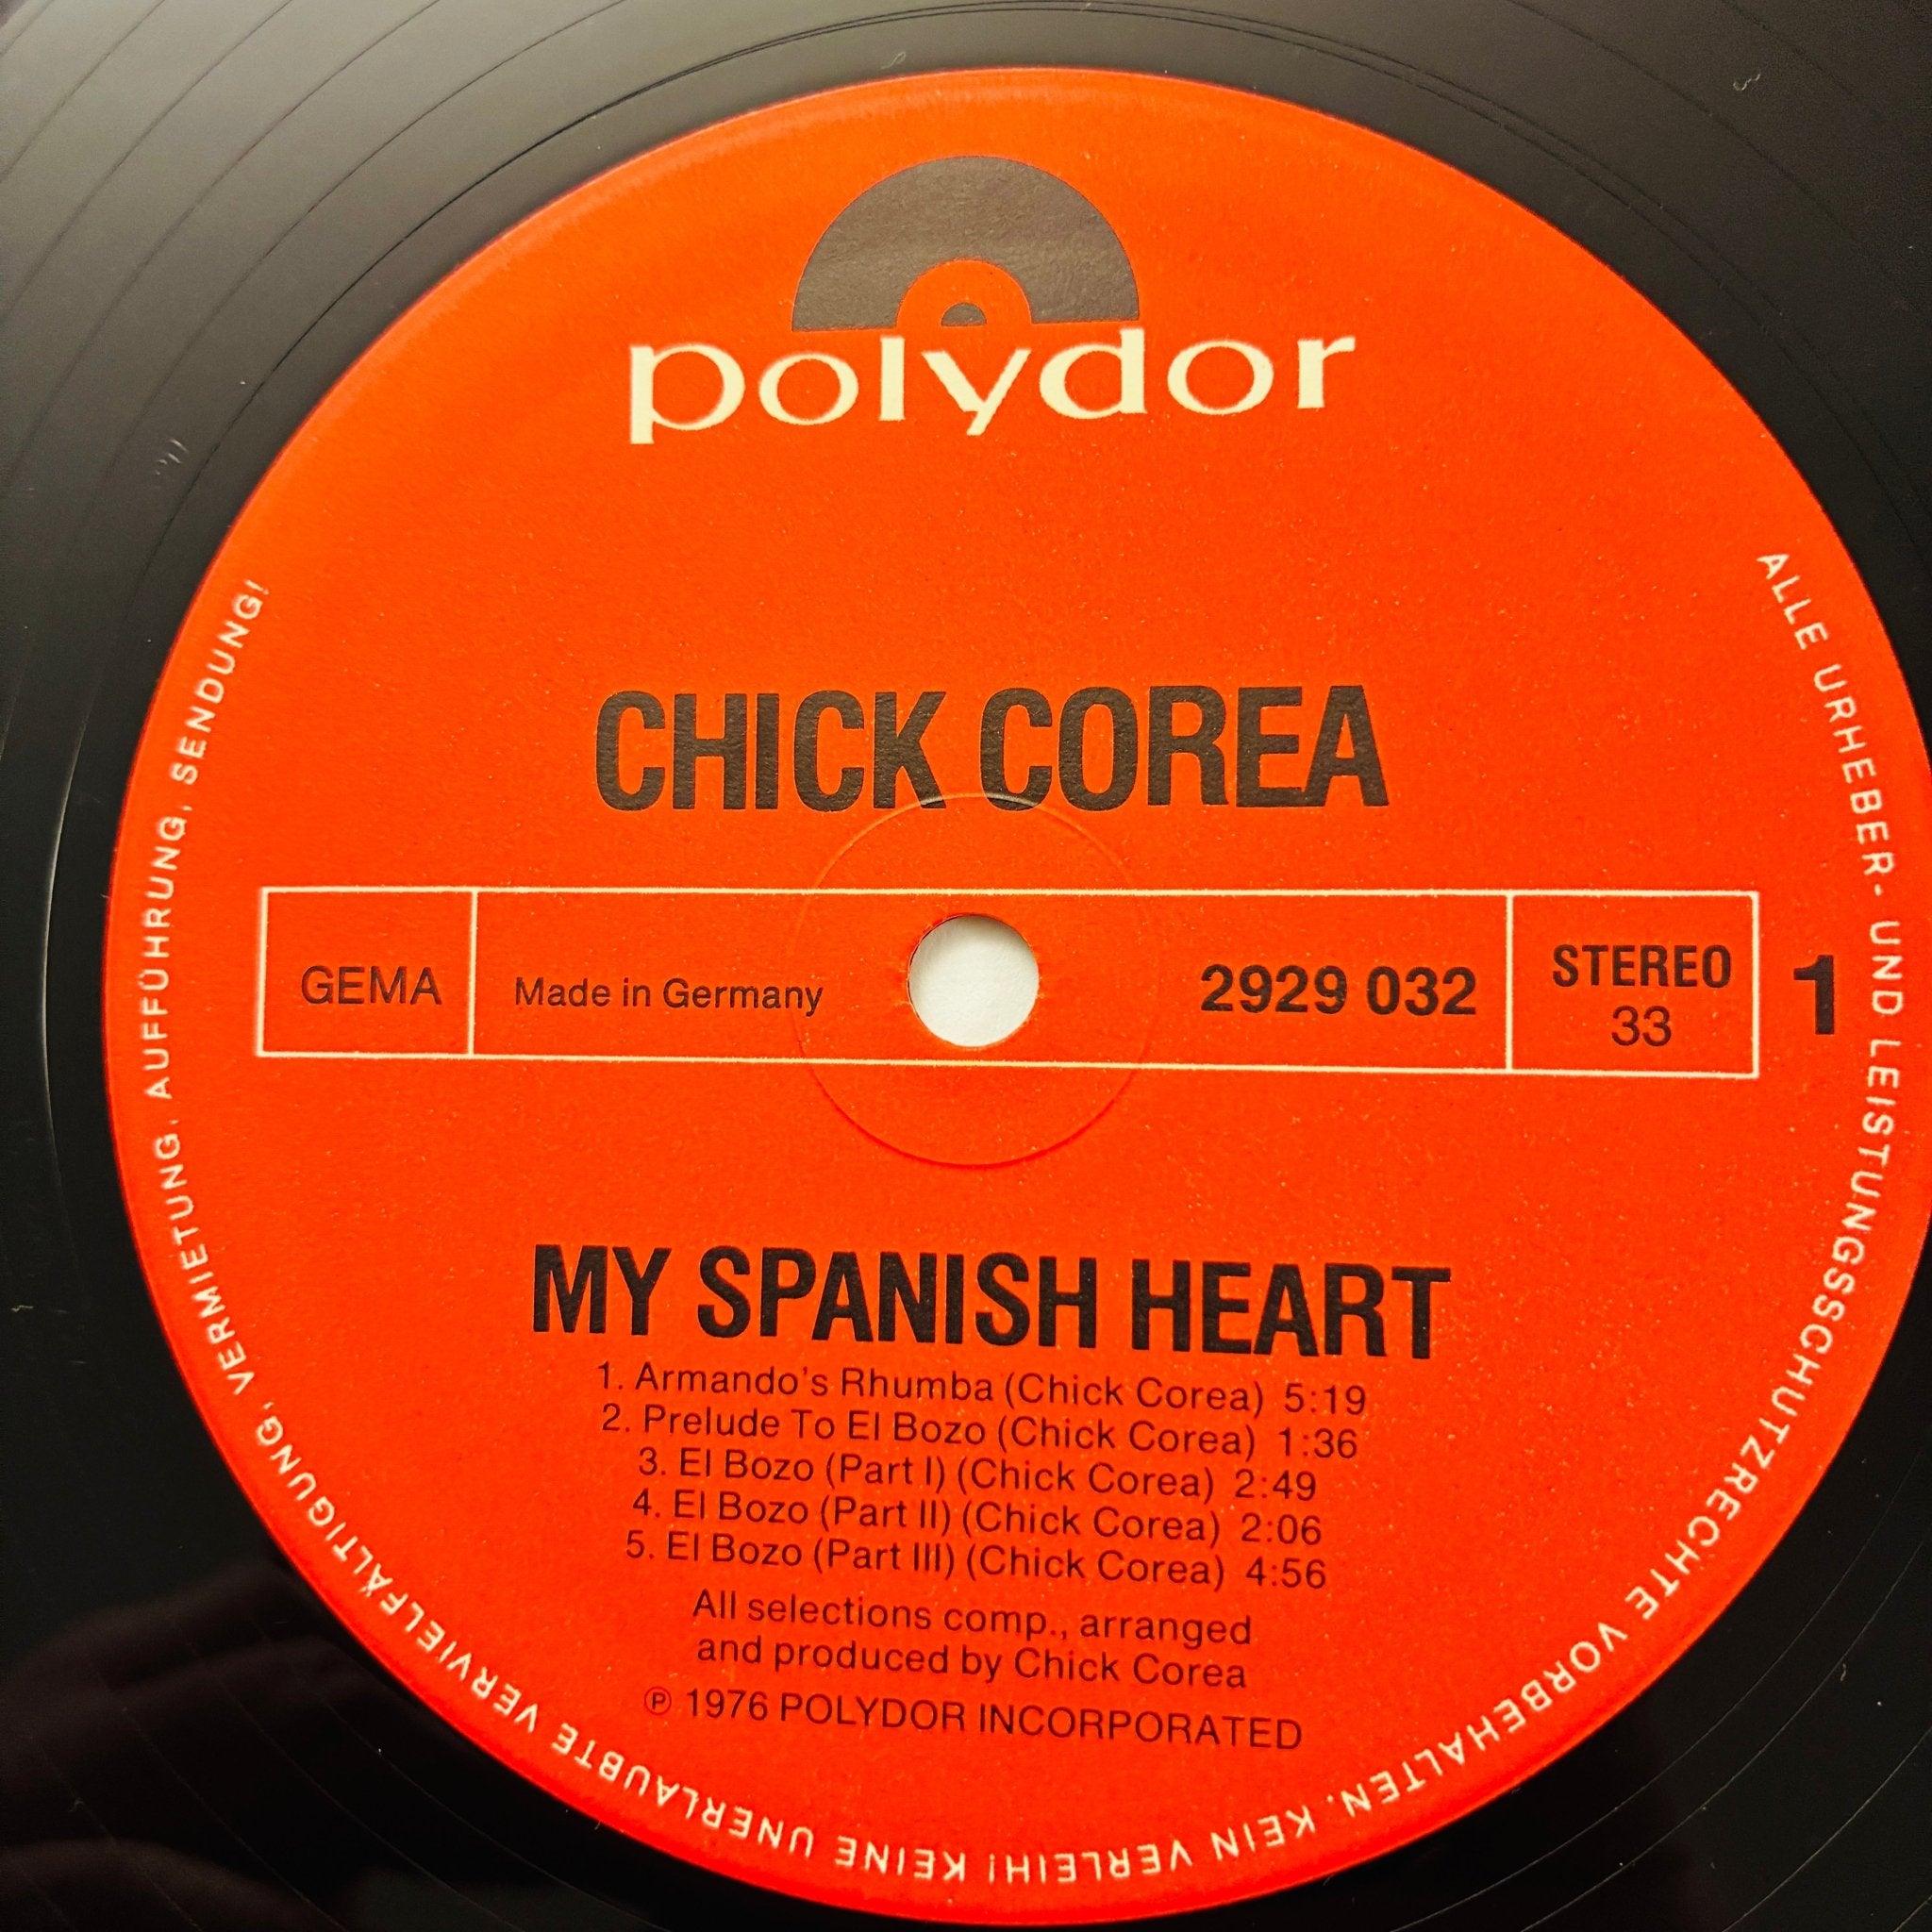 polydor
CHICK COREA
GEMA
Made in Germany
2929 032
STEREO
33
1
MY SPANISH HEART
1. Armando's Rhumba (Chick Corea) 5:19
2. Prelude To El Bozo (Chick Corea) 1:36
3. El Bozo (Part I) (Chick Corea) 2:49
4. El Bozo (Part II) (Chick Corea) 2:06
5. El Bozo (Part III) (Chick Corea) 4:56
All selections comp., arranged
and produced by Chick Corea
℗ 1976 POLYDOR INCORPORATED
ALLE URHEBER- UND LEISTUNGSSCHUTZRECHTE VORBEHALTEN. KEIN VERLEIH! KEINE UNERLAUBTE VERVIELFÄLTIGUNG, VERMIETUNG, AUFFÜHRUNG, SENDUNG!